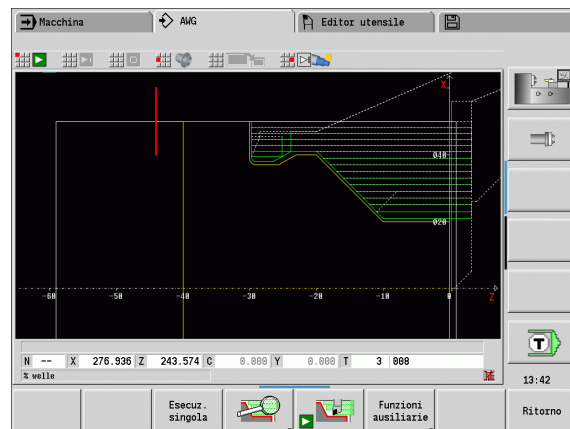 Macchina
AWG
Editor utensile
X
Ø40
Ø20
-60 -50 -40 -30 -20 -10 0 Z
N -- X 276.936 Z 243.574 C 0.000 Y 0.000 T 3 008
% welle
T
13:42
Esecuz. singola
Funzioni ausiliarie
Ritorno